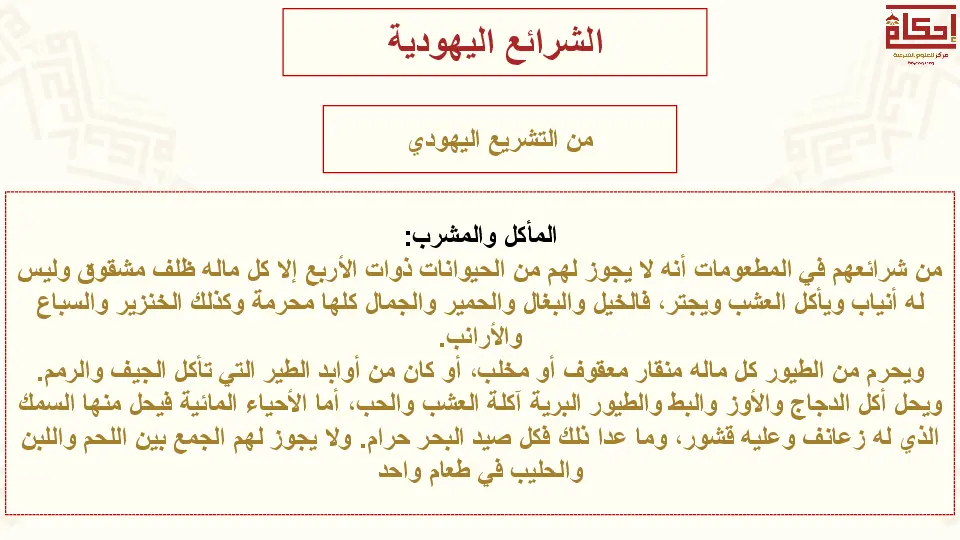 الشرائع اليهودية
إحكام
مركز للعلوم الشرعية
من التشريع اليهودي
المأكل والمشرب:
من شرائعهم في المطعومات أنه لا يجوز لهم من الحيوانات ذوات الأربع إلا كل ماله ظلف مشقوق وليس
له أنياب ويأكل العشب ويجتر، فالخيل والبغال والحمير والجمال كلها محرمة وكذلك الخنزير والسباع
والأرانب.
ويحرم من الطيور كل ماله منقار معقوف أو مخلب، أو كان من أوابد الطير التي تأكل الجيف والرمم.
ويحل أكل الدجاج والأوز والبط والطيور البرية آكلة العشب والحب، أما الأحياء المائية فيحل منها السمك
الذي له زعانف وعليه قشور، وما عدا ذلك فكل صيد البحر حرام. ولا يجوز لهم الجمع بين اللحم واللبن
والحليب في طعام واحد